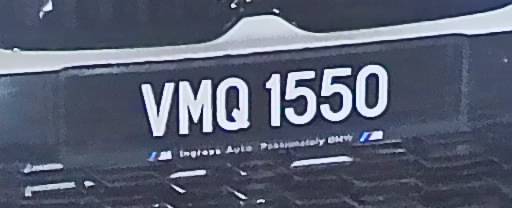 VMQ 1550
Ingress Auto Passionately BMW